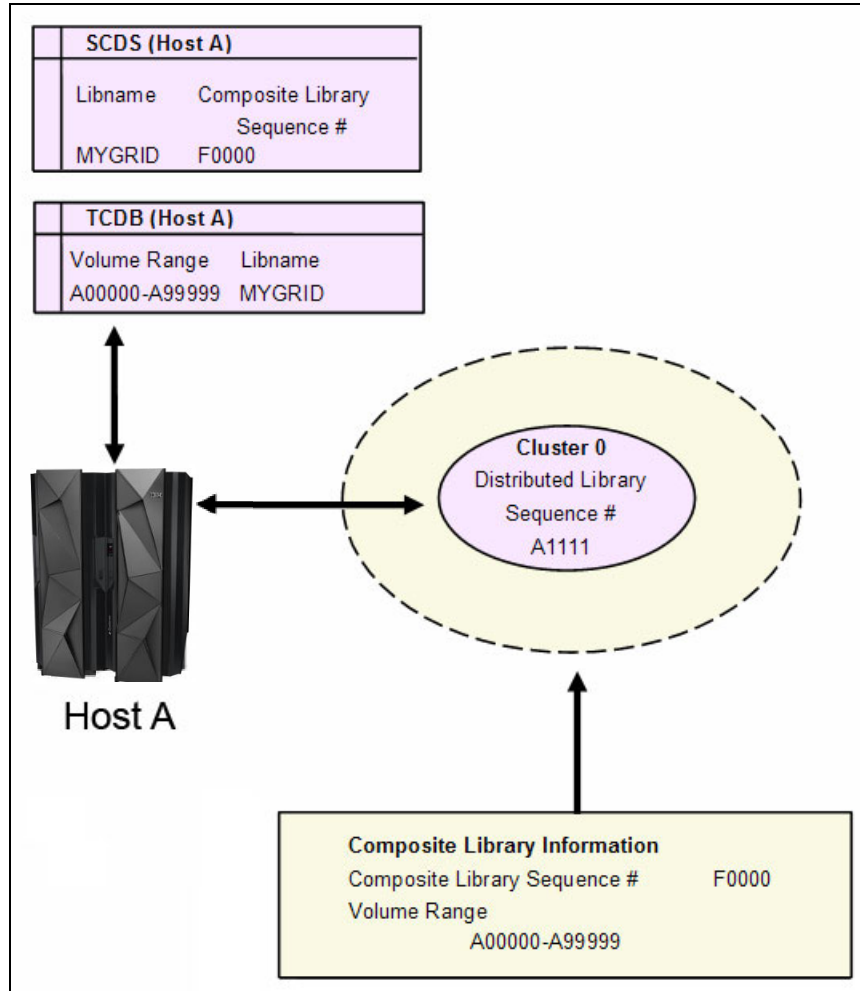 SCDS (Host A)
Libname Composite Library
Sequence #
MYGRID F0000
TCDB (Host A)
Volume Range Libname
A00000-A99999 MYGRID
Cluster 0
Distributed Library
Sequence #
A1111
Host A
Composite Library Information
Composite Library Sequence # F0000
Volume Range
A00000-A99999